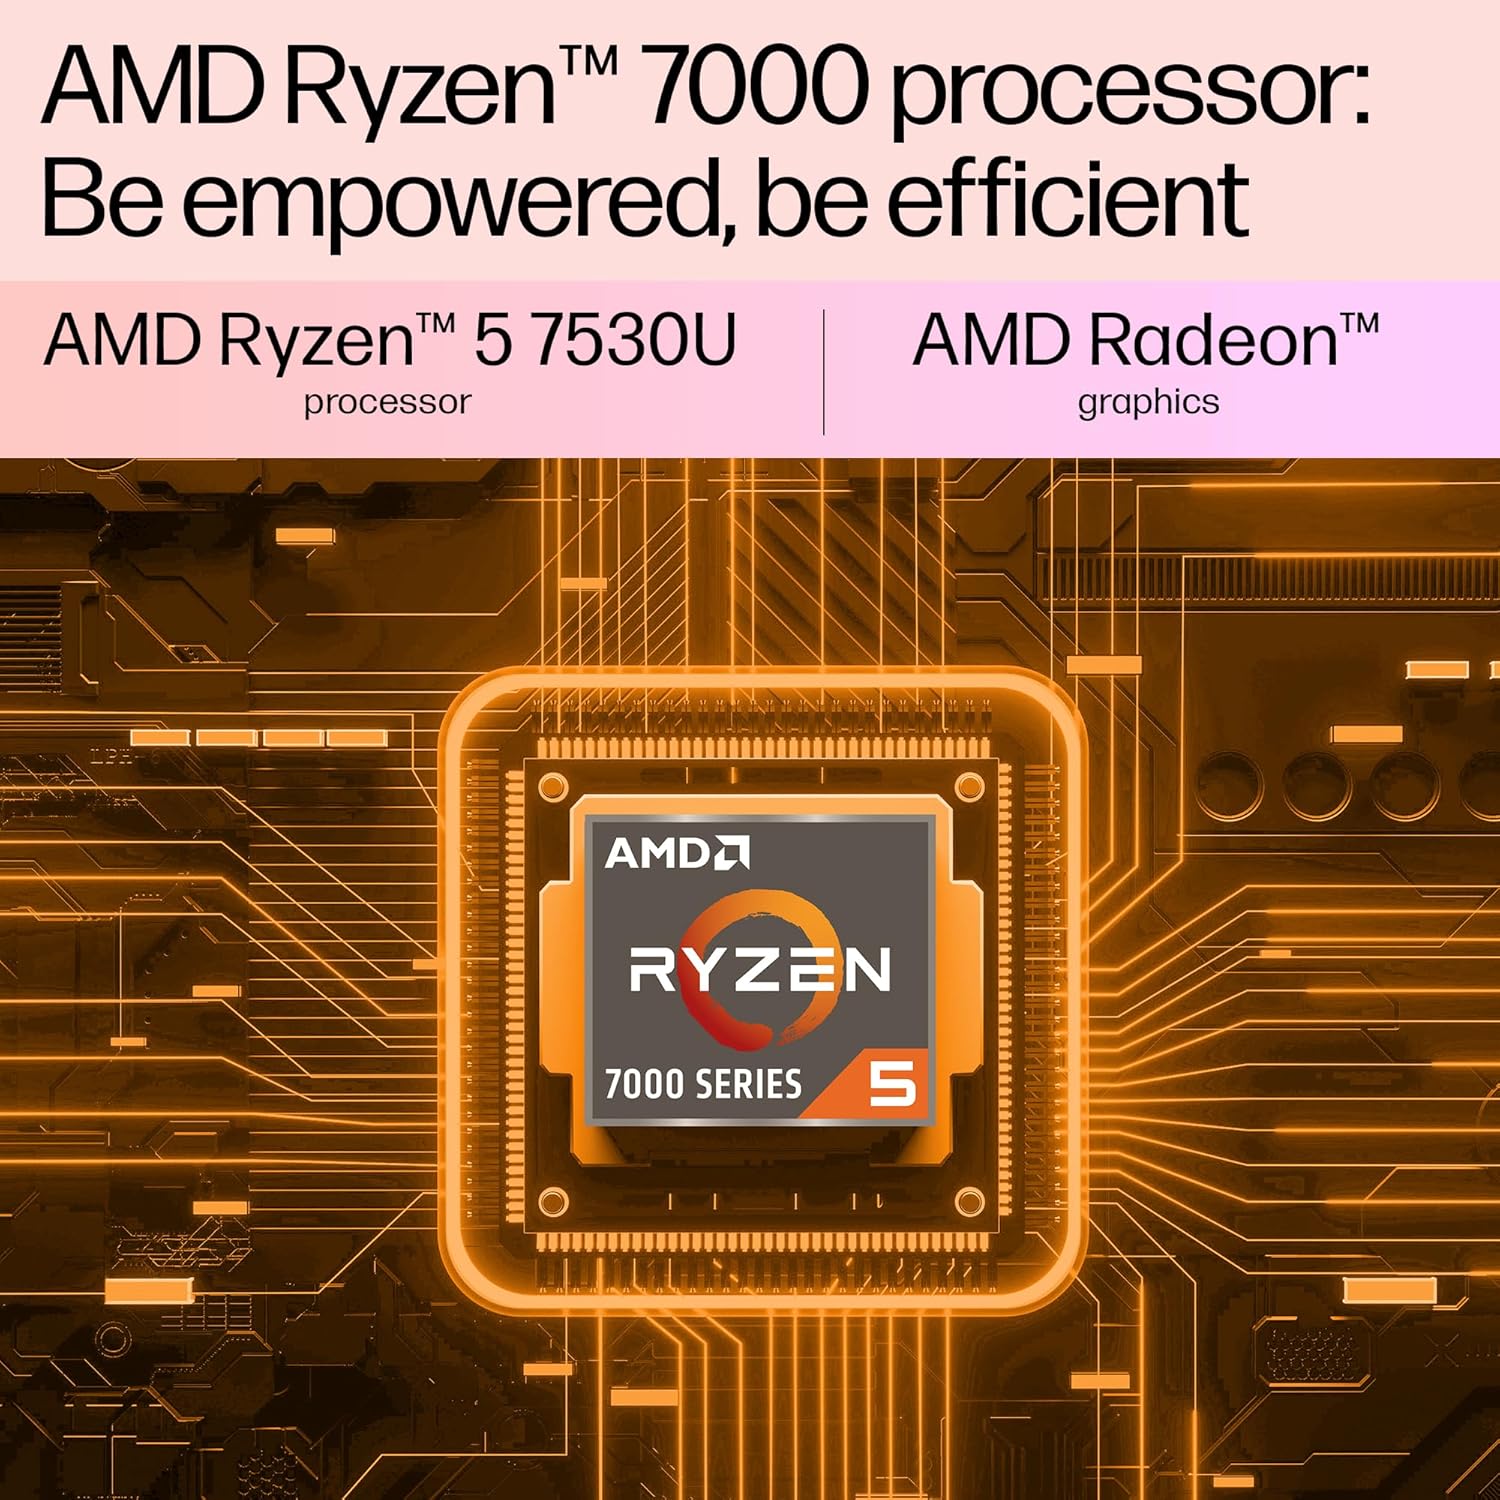 AMD Ryzen™ 7000 processor:
Be empowered, be efficient
AMD Ryzen™ 5 7530U
processor
AMD Radeon™
graphics
AMD
RYZEN
7000 SERIES
5